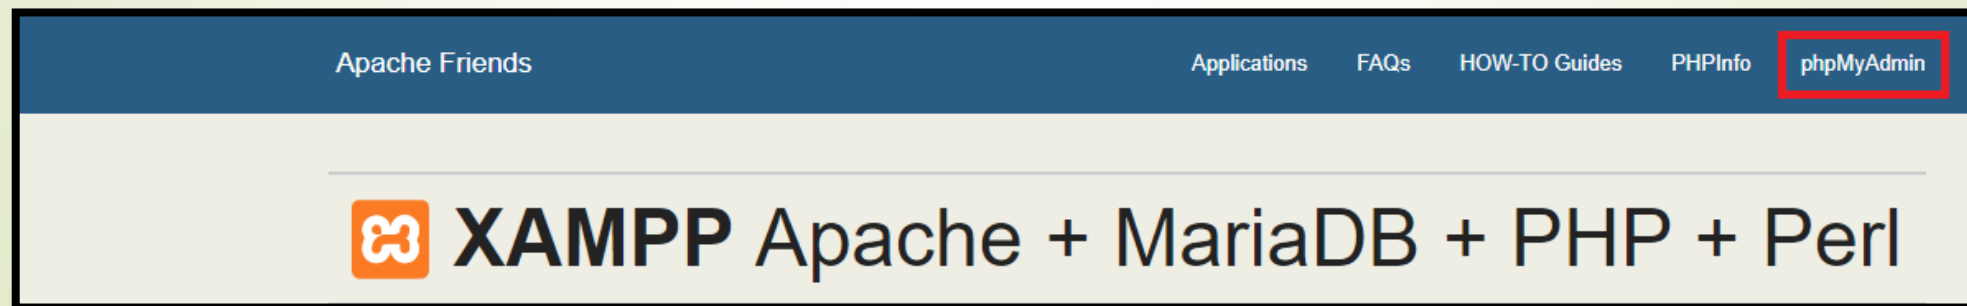 Apache Friends Applications FAQs HOW-TO Guides PHPInfo phpMyAdmin
XAMPP Apache + MariaDB + PHP + Perl